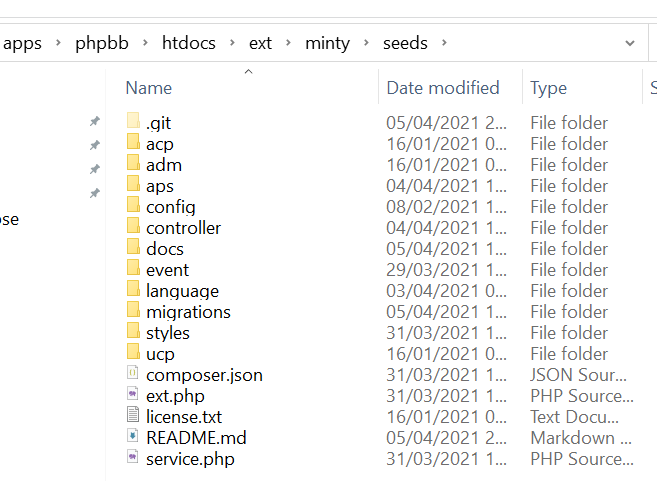 apps > phpbb > htdocs > ext > minty > seeds >
Name Date modified Type S
.git 05/04/2021 2... File folder
acp 16/01/2021 0... File folder
adm 16/01/2021 0... File folder
aps 04/04/2021 1... File folder
config 08/02/2021 1... File folder
controller 04/04/2021 1... File folder
docs 05/04/2021 1... File folder
ose event 29/03/2021 1... File folder
language 03/04/2021 0... File folder
migrations 05/04/2021 1... File folder
styles 31/03/2021 1... File folder
ucp 16/01/2021 0... File folder
composer.json 31/03/2021 1... JSON Sour...
ext.php 31/03/2021 1... PHP Source...
license.txt 16/01/2021 0... Text Docu...
README.md 05/04/2021 2... Markdown ...
service.php 31/03/2021 1... PHP Source...